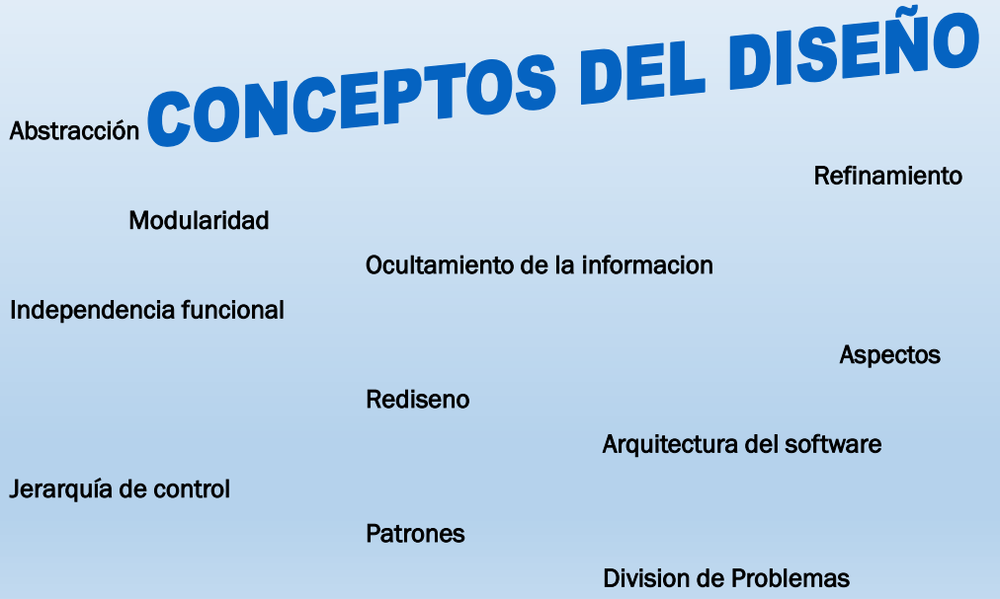 CONCEPTOS DEL DISEÑO
Abstracción
Refinamiento
Modularidad
Ocultamiento de la informacion
Independencia funcional
Aspectos
Rediseno
Arquitectura del software
Jerarquía de control
Patrones
Division de Problemas